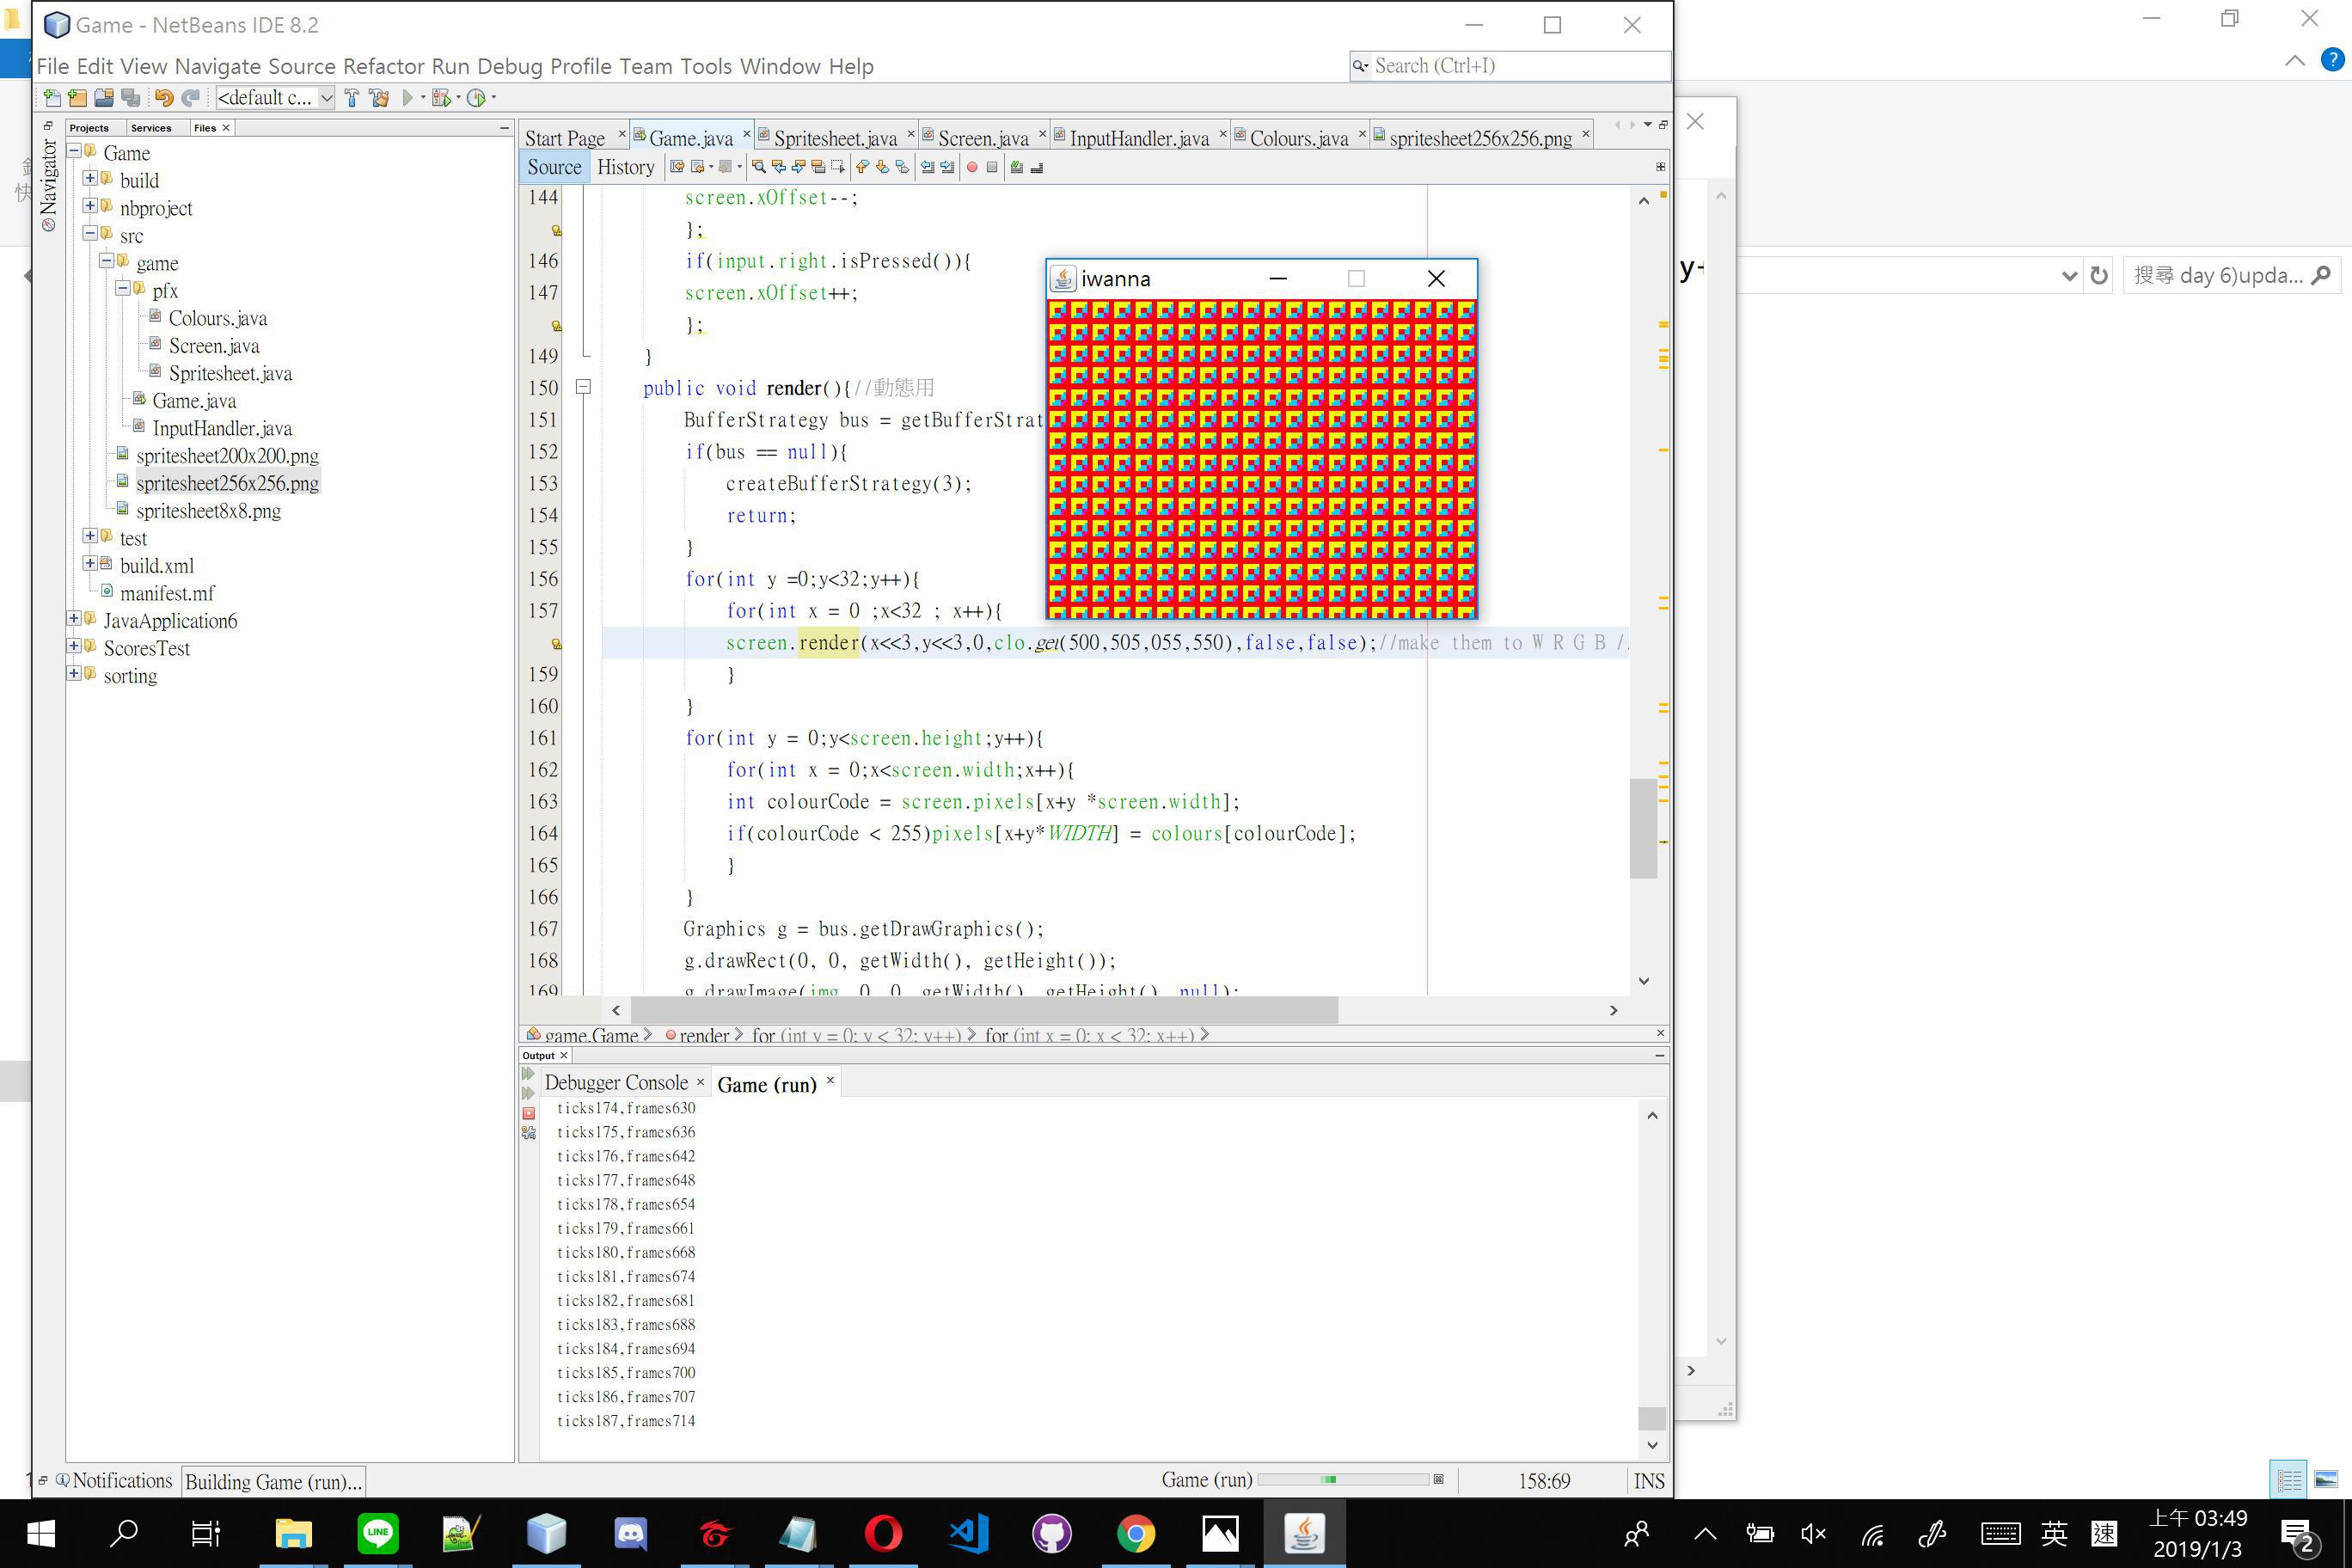 Game - NetBeans IDE 8.2
File Edit View Navigate Source Refactor Run Debug Profile Team Tools Window Help
Search (Ctrl+I)
<default c...
Projects Services Files
Navigator
Game
build
nbproject
src
game
pfx
Colours.java
Screen.java
Spritesheet.java
Game.java
InputHandler.java
spritesheet200x200.png
spritesheet256x256.png
spritesheet8x8.png
test
build.xml
manifest.mf
JavaApplication6
ScoresTest
sorting
Start Page Game.java Spritesheet.java Screen.java InputHandler.java Colours.java spritesheet256x256.png
Source History
144 screen.xOffset--;
};
146 if(input.right.isPressed()){
147 screen.xOffset++;
};
149 }
150 public void render(){//動態用
151 BufferStrategy bus = getBufferStrat
152 if(bus == null){
153 createBufferStrategy(3);
154 return;
155 }
156 for(int y =0;y<32;y++){
157 for(int x = 0 ;x<32 ; x++){
screen.render(x<<3,y<<3,0,clo.get(500,505,055,550),false,false);//make them to W R G B /
159 }
160 }
161 for(int y = 0;y<screen.height;y++){
162 for(int x = 0;x<screen.width;x++){
163 int colourCode = screen.pixels[x+y *screen.width];
164 if(colourCode < 255)pixels[x+y*WIDTH] = colours[colourCode];
165 }
166 }
167 Graphics g = bus.getDrawGraphics();
168 g.drawRect(0, 0, getWidth(), getHeight());
169 g.drawImage(img, 0, 0, getWidth(), getHeight(), null);
iwanna
y+
搜尋 day 6)upda...
game.Game render for (int y = 0; y < 32; y++) for (int x = 0; x < 32; x++)
Output
Debugger Console Game (run)
ticks174,frames630
ticks175,frames636
ticks176,frames642
ticks177,frames648
ticks178,frames654
ticks179,frames661
ticks180,frames668
ticks181,frames674
ticks182,frames681
ticks183,frames688
ticks184,frames694
ticks185,frames700
ticks186,frames707
ticks187,frames714
Notifications Building Game (run)...
Game (run) 158:69 INS
LINE
英 速
上午 03:49
2019/1/3
2